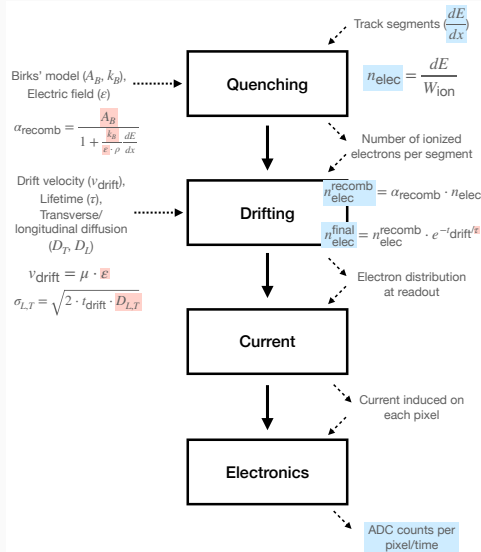 Track segments (dE/dx)
Quenching
n_elec = dE/W_ion
Birks' model (A_B, k_B),
Electric field (ε)
α_recomb = A_B / (1 + k_B/(ε · ρ) dE/dx)
Number of ionized
electrons per segment
Drifting
n_elec^recomb = α_recomb · n_elec
n_elec^final = n_elec^recomb · e^(-t_drift/τ)
Drift velocity (v_drift),
Lifetime (τ),
Transverse/
longitudinal diffusion
(D_T, D_L)
v_drift = μ · ε
σ_L,T = √(2 · t_drift · D_L,T)
Electron distribution
at readout
Current
Current induced on
each pixel
Electronics
ADC counts per
pixel/time